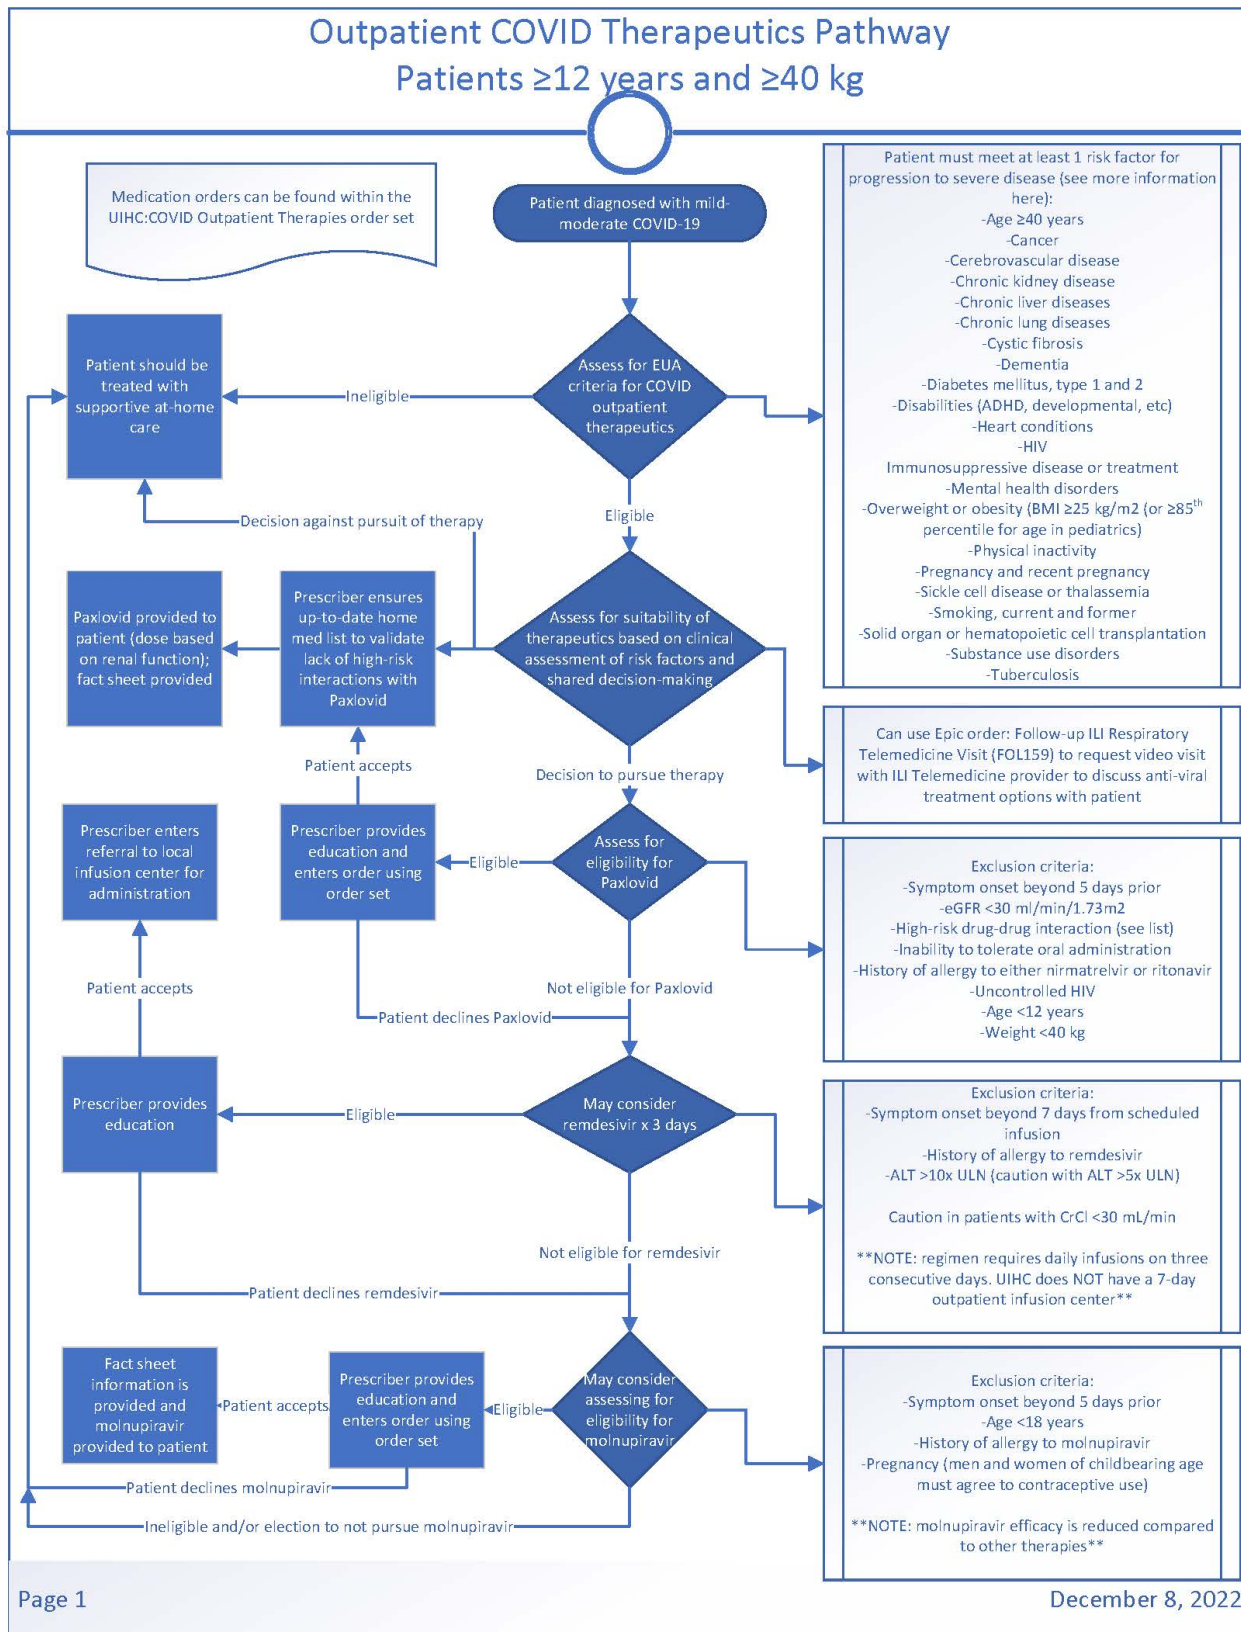 Outpatient COVID Therapeutics Pathway
Patients ≥12 years and ≥40 kg
Medication orders can be found within the
UIHC:COVID Outpatient Therapies order set
Patient diagnosed with mild-
moderate COVID-19
Patient must meet at least 1 risk factor for
progression to severe disease (see more information
here):
-Age ≥40 years
-Cancer
-Cerebrovascular disease
-Chronic kidney disease
-Chronic liver diseases
-Chronic lung diseases
-Cystic fibrosis
-Dementia
-Diabetes mellitus, type 1 and 2
-Disabilities (ADHD, developmental, etc)
-Heart conditions
-HIV
Immunosuppressive disease or treatment
-Mental health disorders
-Overweight or obesity (BMI ≥25 kg/m2 (or ≥85th
percentile for age in pediatrics)
-Physical inactivity
-Pregnancy and recent pregnancy
-Sickle cell disease or thalassemia
-Smoking, current and former
-Solid organ or hematopoietic cell transplantation
-Substance use disorders
-Tuberculosis
Patient should be
treated with
supportive at-home
care
Ineligible
Assess for EUA
criteria for COVID
outpatient
therapeutics
Decision against pursuit of therapy
Eligible
Paxlovid provided to
patient (dose based
on renal function);
fact sheet provided
Prescriber ensures
up-to-date home
med list to validate
lack of high-risk
interactions with
Paxlovid
Assess for suitability of
therapeutics based on clinical
assessment of risk factors and
shared decision-making
Can use Epic order: Follow-up ILI Respiratory
Telemedicine Visit (FOL159) to request video visit
with ILI Telemedicine provider to discuss anti-viral
treatment options with patient
Patient accepts
Decision to pursue therapy
Prescriber enters
referral to local
infusion center for
administration
Prescriber provides
education and
enters order using
order set
Eligible
Assess for
eligibility for
Paxlovid
Exclusion criteria:
-Symptom onset beyond 5 days prior
-eGFR <30 ml/min/1.73m2
-High-risk drug-drug interaction (see list)
-Inability to tolerate oral administration
-History of allergy to either nirmatrelvir or ritonavir
-Uncontrolled HIV
-Age <12 years
-Weight <40 kg
Patient accepts
Not eligible for Paxlovid
Patient declines Paxlovid
Prescriber provides
education
Eligible
May consider
remdesivir x 3 days
Exclusion criteria:
-Symptom onset beyond 7 days from scheduled
infusion
-History of allergy to remdesivir
-ALT >10x ULN (caution with ALT >5x ULN)
Caution in patients with CrCl <30 mL/min
**NOTE: regimen requires daily infusions on three
consecutive days. UIHC does NOT have a 7-day
outpatient infusion center**
Not eligible for remdesivir
Patient declines remdesivir
Fact sheet
information is
provided and
molnupiravir
provided to patient
Patient accepts
Prescriber provides
education and
enters order using
order set
Eligible
May consider
assessing for
eligibility for
molnupiravir
Exclusion criteria:
-Symptom onset beyond 5 days prior
-Age <18 years
-History of allergy to molnupiravir
-Pregnancy (men and women of childbearing age
must agree to contraceptive use)
**NOTE: molnupiravir efficacy is reduced compared
to other therapies**
Patient declines molnupiravir
Ineligible and/or election to not pursue molnupiravir
Page 1
December 8, 2022